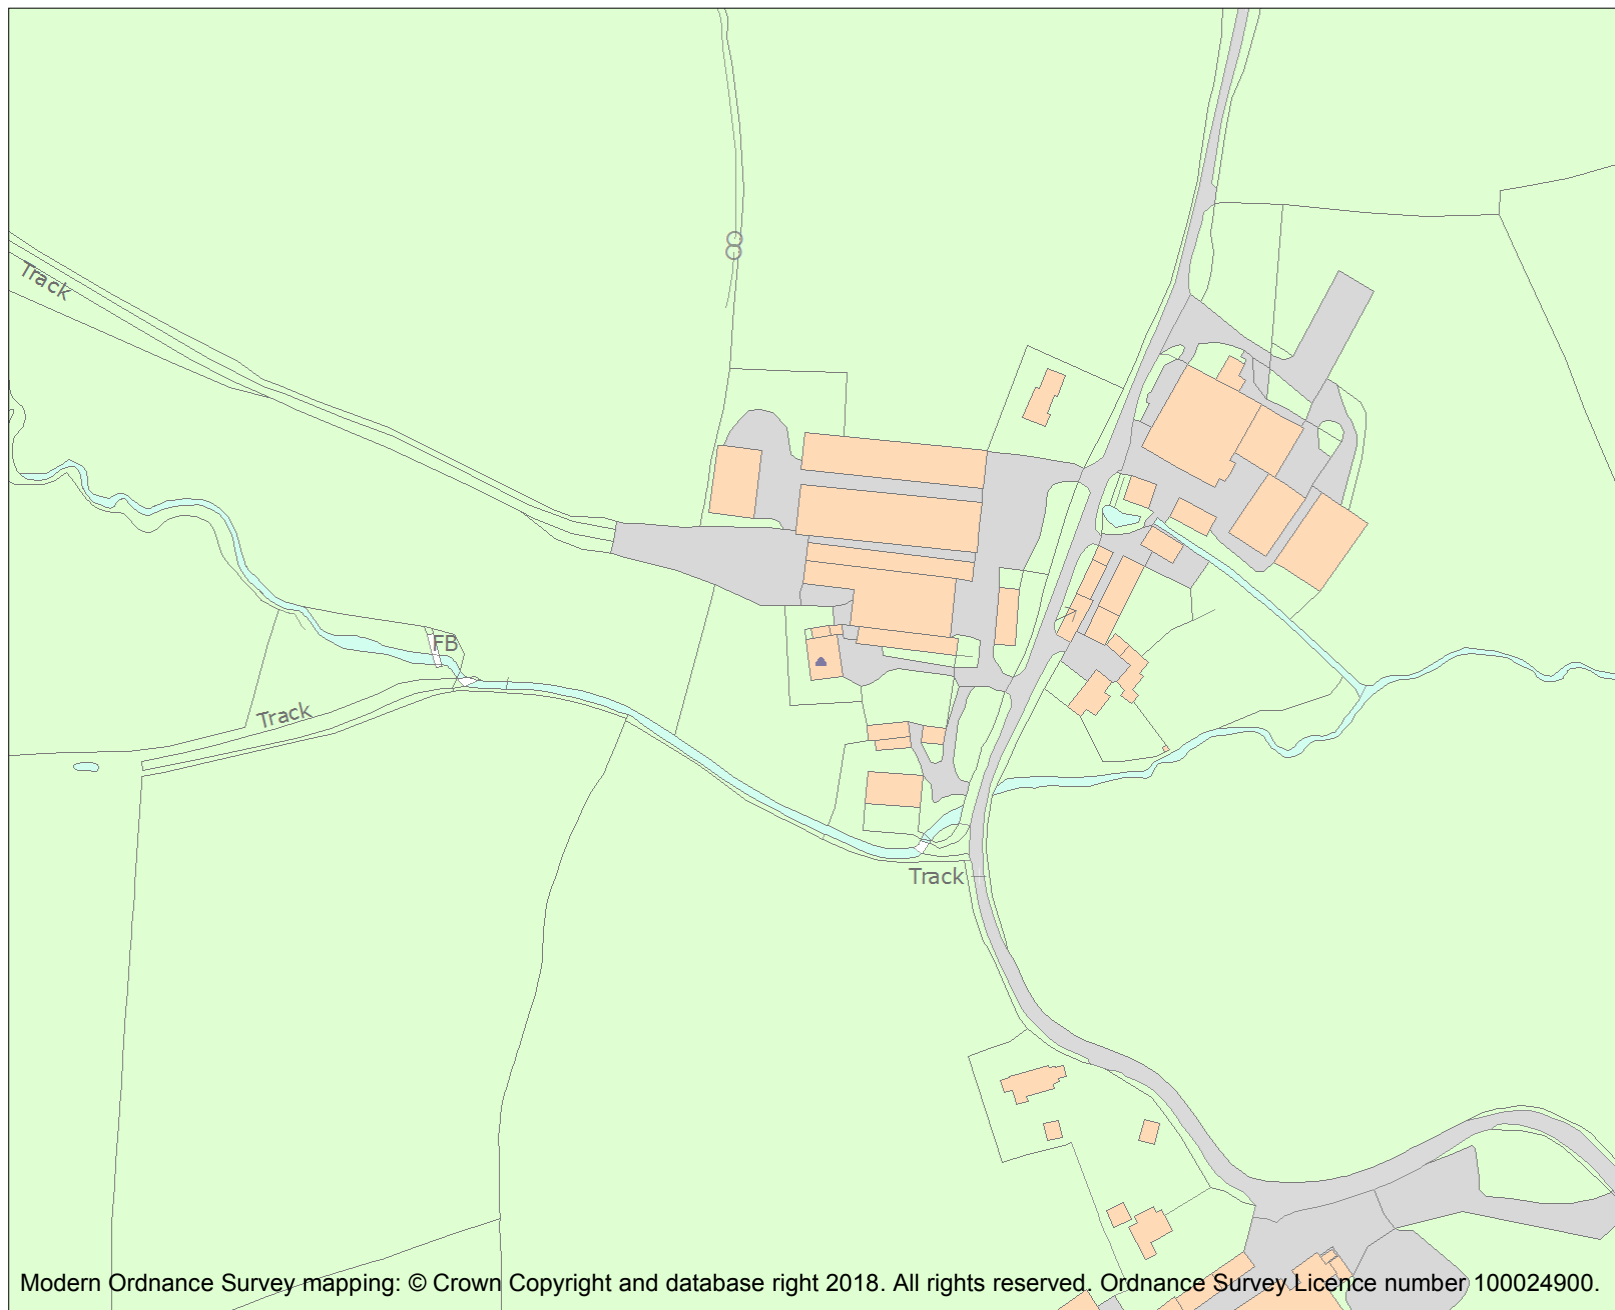 Track
FB
Track
Track
Modern Ordnance Survey mapping: © Crown Copyright and database right 2018. All rights reserved. Ordnance Survey Licence number 100024900.